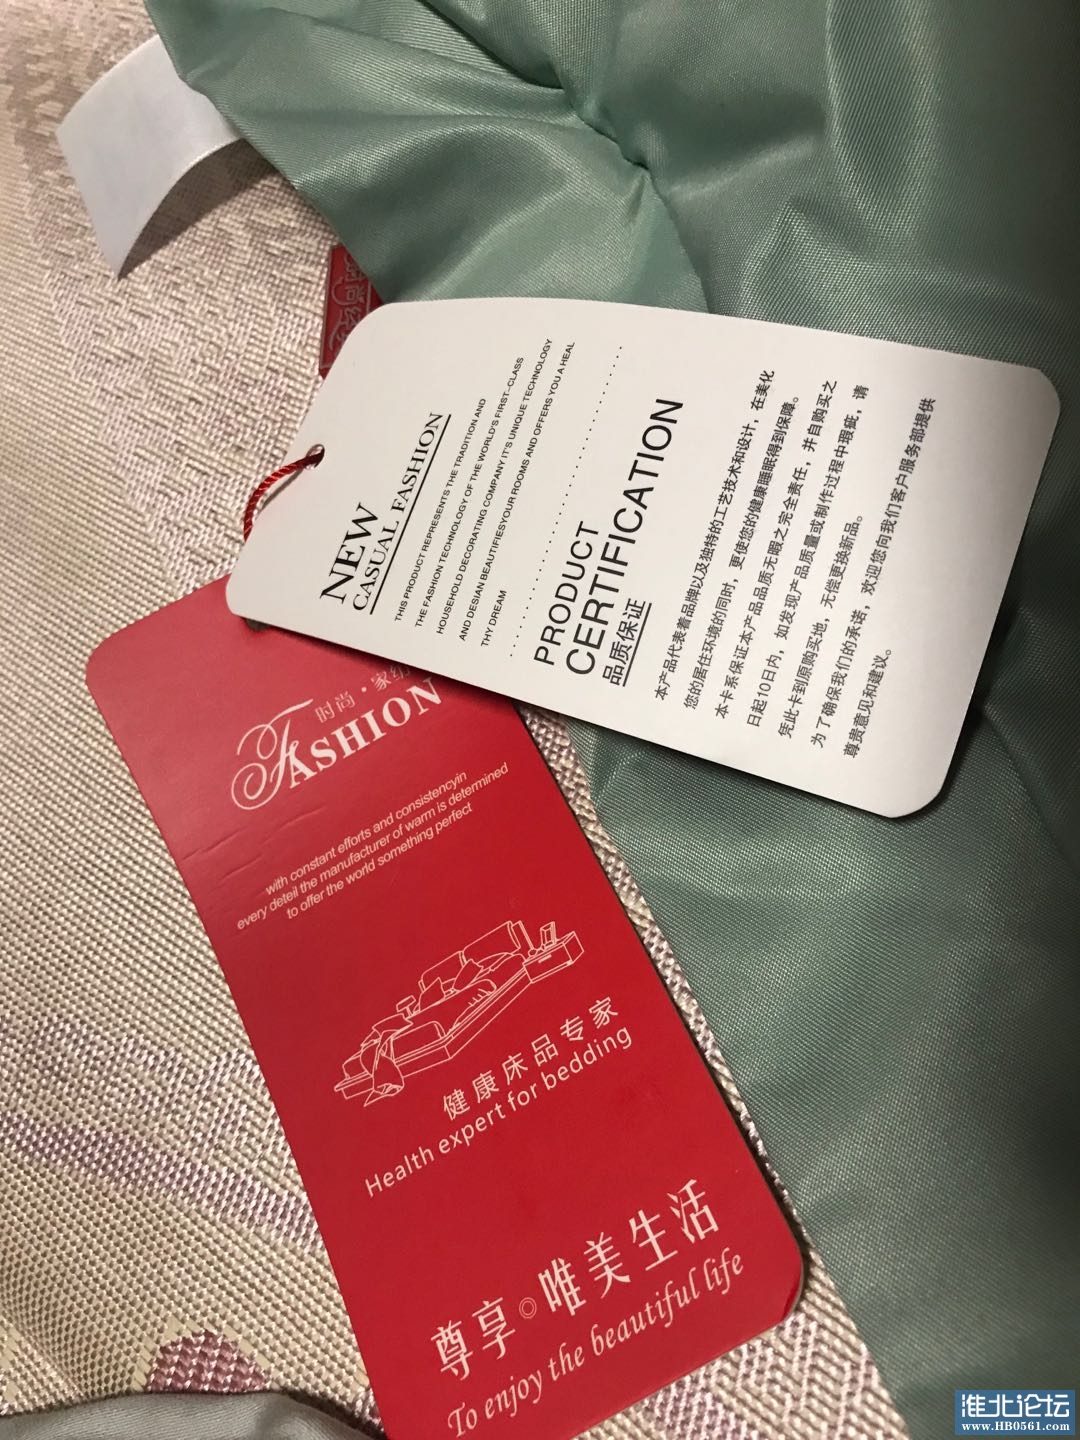 时尚
NEW
CASUAL FASHION
THIS PRODUCT REPRESENTS THE TRADITION AND
THE FASHION TECHNOLOGY OF THE WORLD'S FIRST-CLASS
HOUSEHOLD DECORATING COMPANY IT'S UNIQUE TECHNOLOGY
AND DESIAN BEAUTIFIESYOUR ROOMS AND OFFERS YOU A HEAL
THY DREAM
PRODUCT
CERTIFICATION
品质保证
本产品代表着品牌以及独特的工艺技术和设计，在美化
您的居住环境的同时，更使您的健康睡眠得到保障。
本卡系保证本产品品质无暇之完全责任，并自购买之
日起10日内，如发现产品质量或制作过程中瑕疵，请
凭此卡到原购买地，无偿更换新品。
为了确保我们的承诺，欢迎您向我们客户服务部提供
尊贵意见和建议。
时尚·家纺
FASHION
with constant efforts and consistencyin
every deteil the manufacturer of warm is determined
to offer the world something perfect
健康床品专家
Health expert for bedding
尊享◎唯美生活
To enjoy the beautiful life
淮北论坛
www.HB0561.com